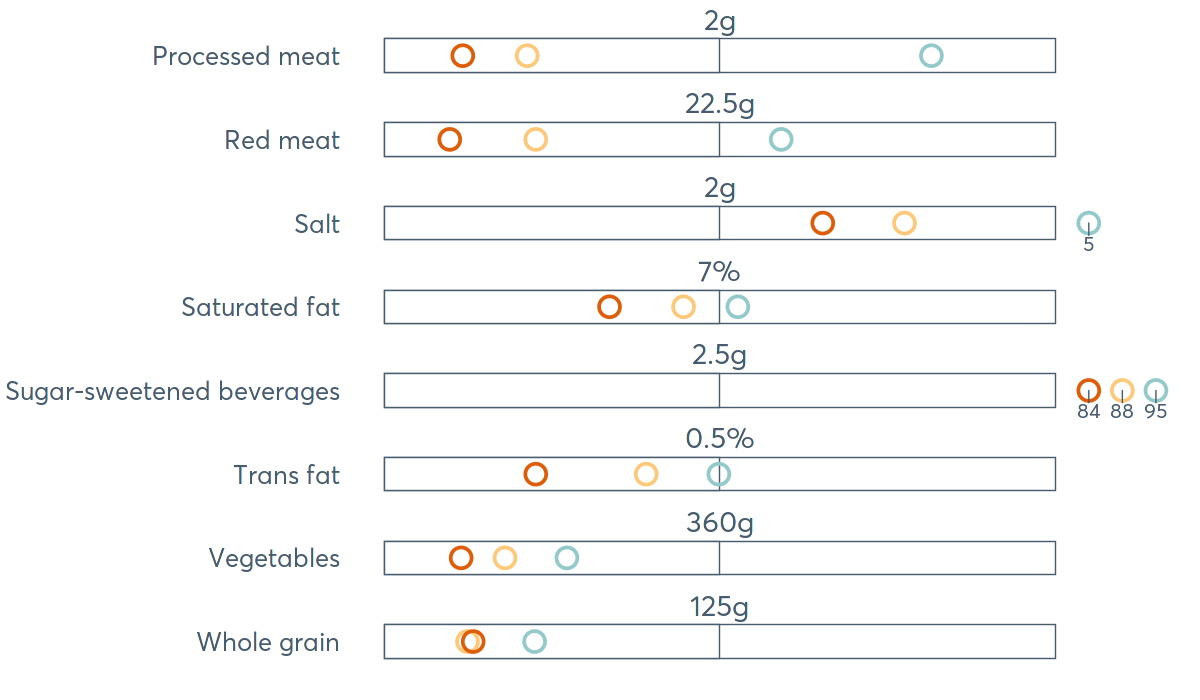 2g
Processed meat
22.5g
Red meat
2g
Salt
5
7%
Saturated fat
2.5g
Sugar-sweetened beverages
84 88 95
0.5%
Trans fat
360g
Vegetables
125g
Whole grain